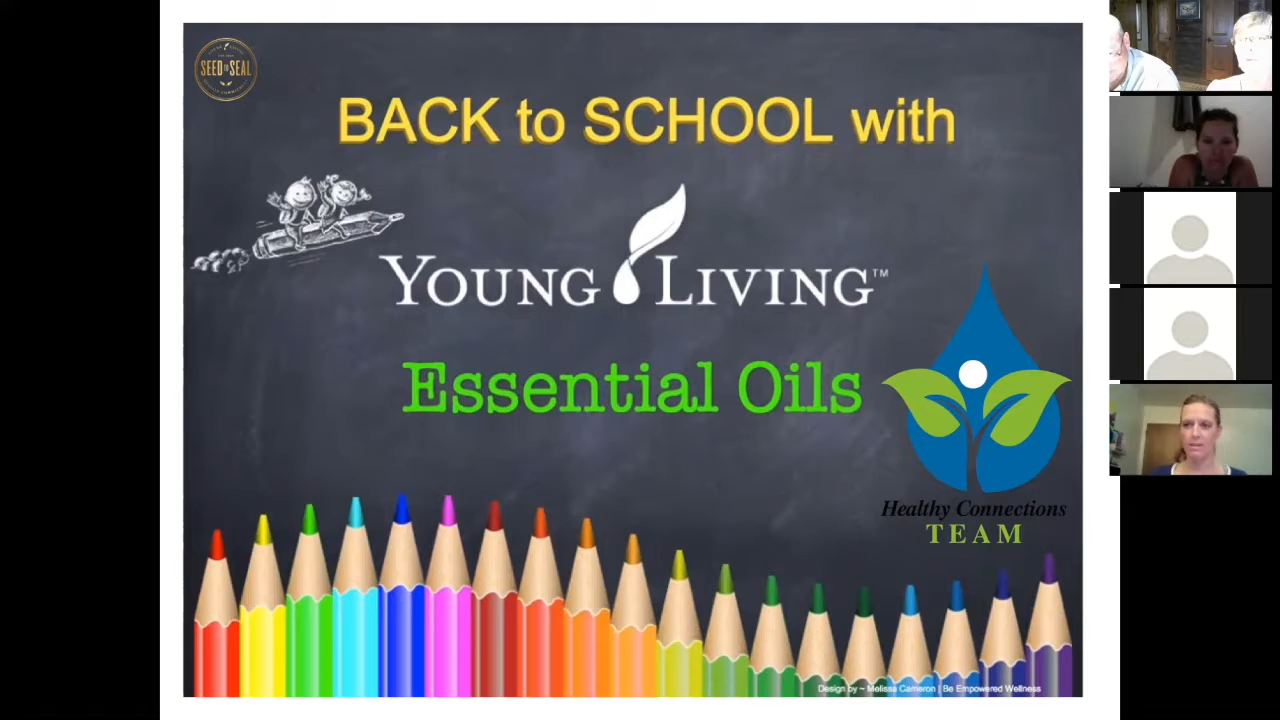 SEED TO SEAL
BACK to SCHOOL with
YOUNG LIVING™
Essential Oils
Healthy Connections
TEAM
Design by ~ Melissa Cameron | Be Empowered Wellness